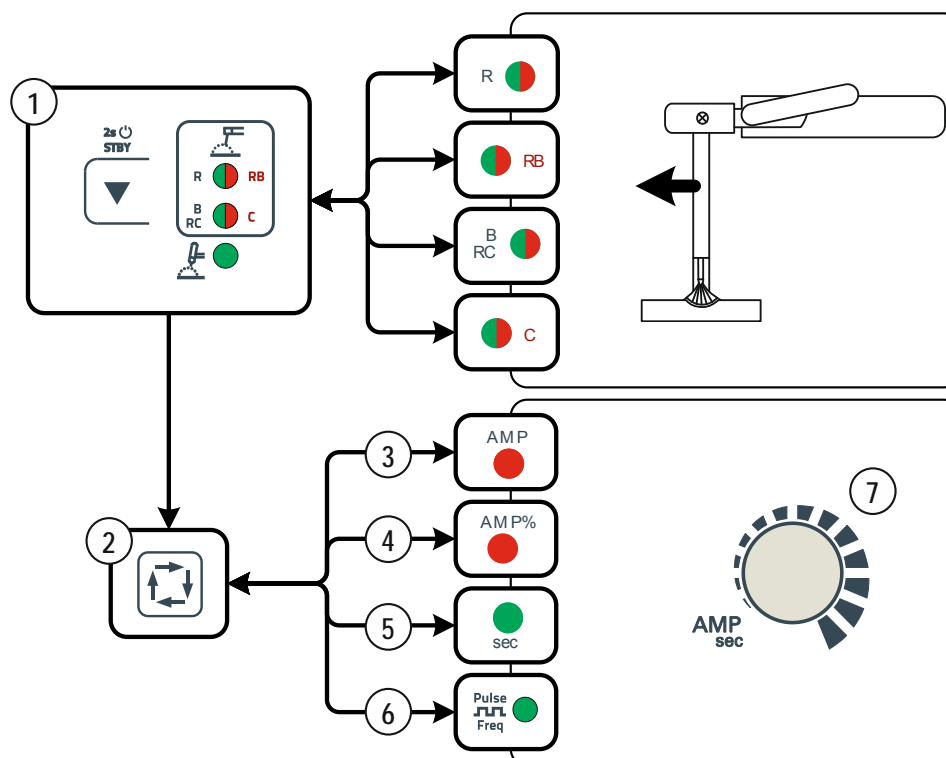 1
2s
STBY
R
RB
B
RC
C
R
RB
B
RC
C
2
3
AMP
4
AMP%
5
sec
6
Pulse
Freq
7
AMP
sec